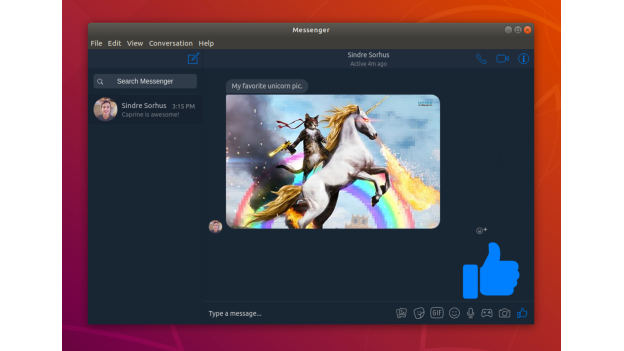 Messenger
File Edit View Conversation Help
Sindre Sorhus
Active 4m ago
Search Messenger
Sindre Sorhus 3:15 PM
Caprine is awesome!
My favorite unicorn pic.
Type a message...
GIF